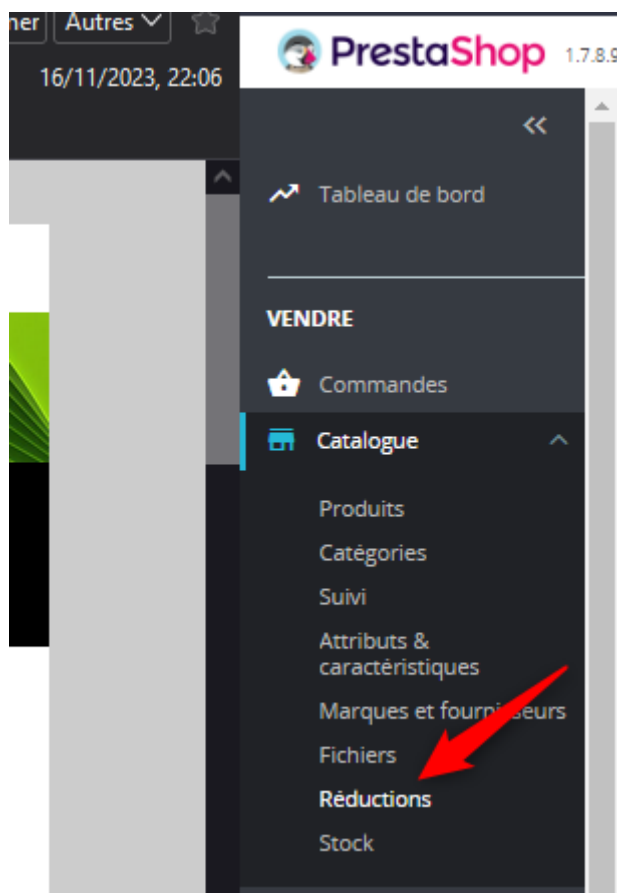 Autres
16/11/2023, 22:06
PrestaShop 1.7.8.9
Tableau de bord
VENDRE
Commandes
Catalogue
Produits
Catégories
Suivi
Attributs &
caractéristiques
Marques et fournisseurs
Fichiers
Réductions
Stock